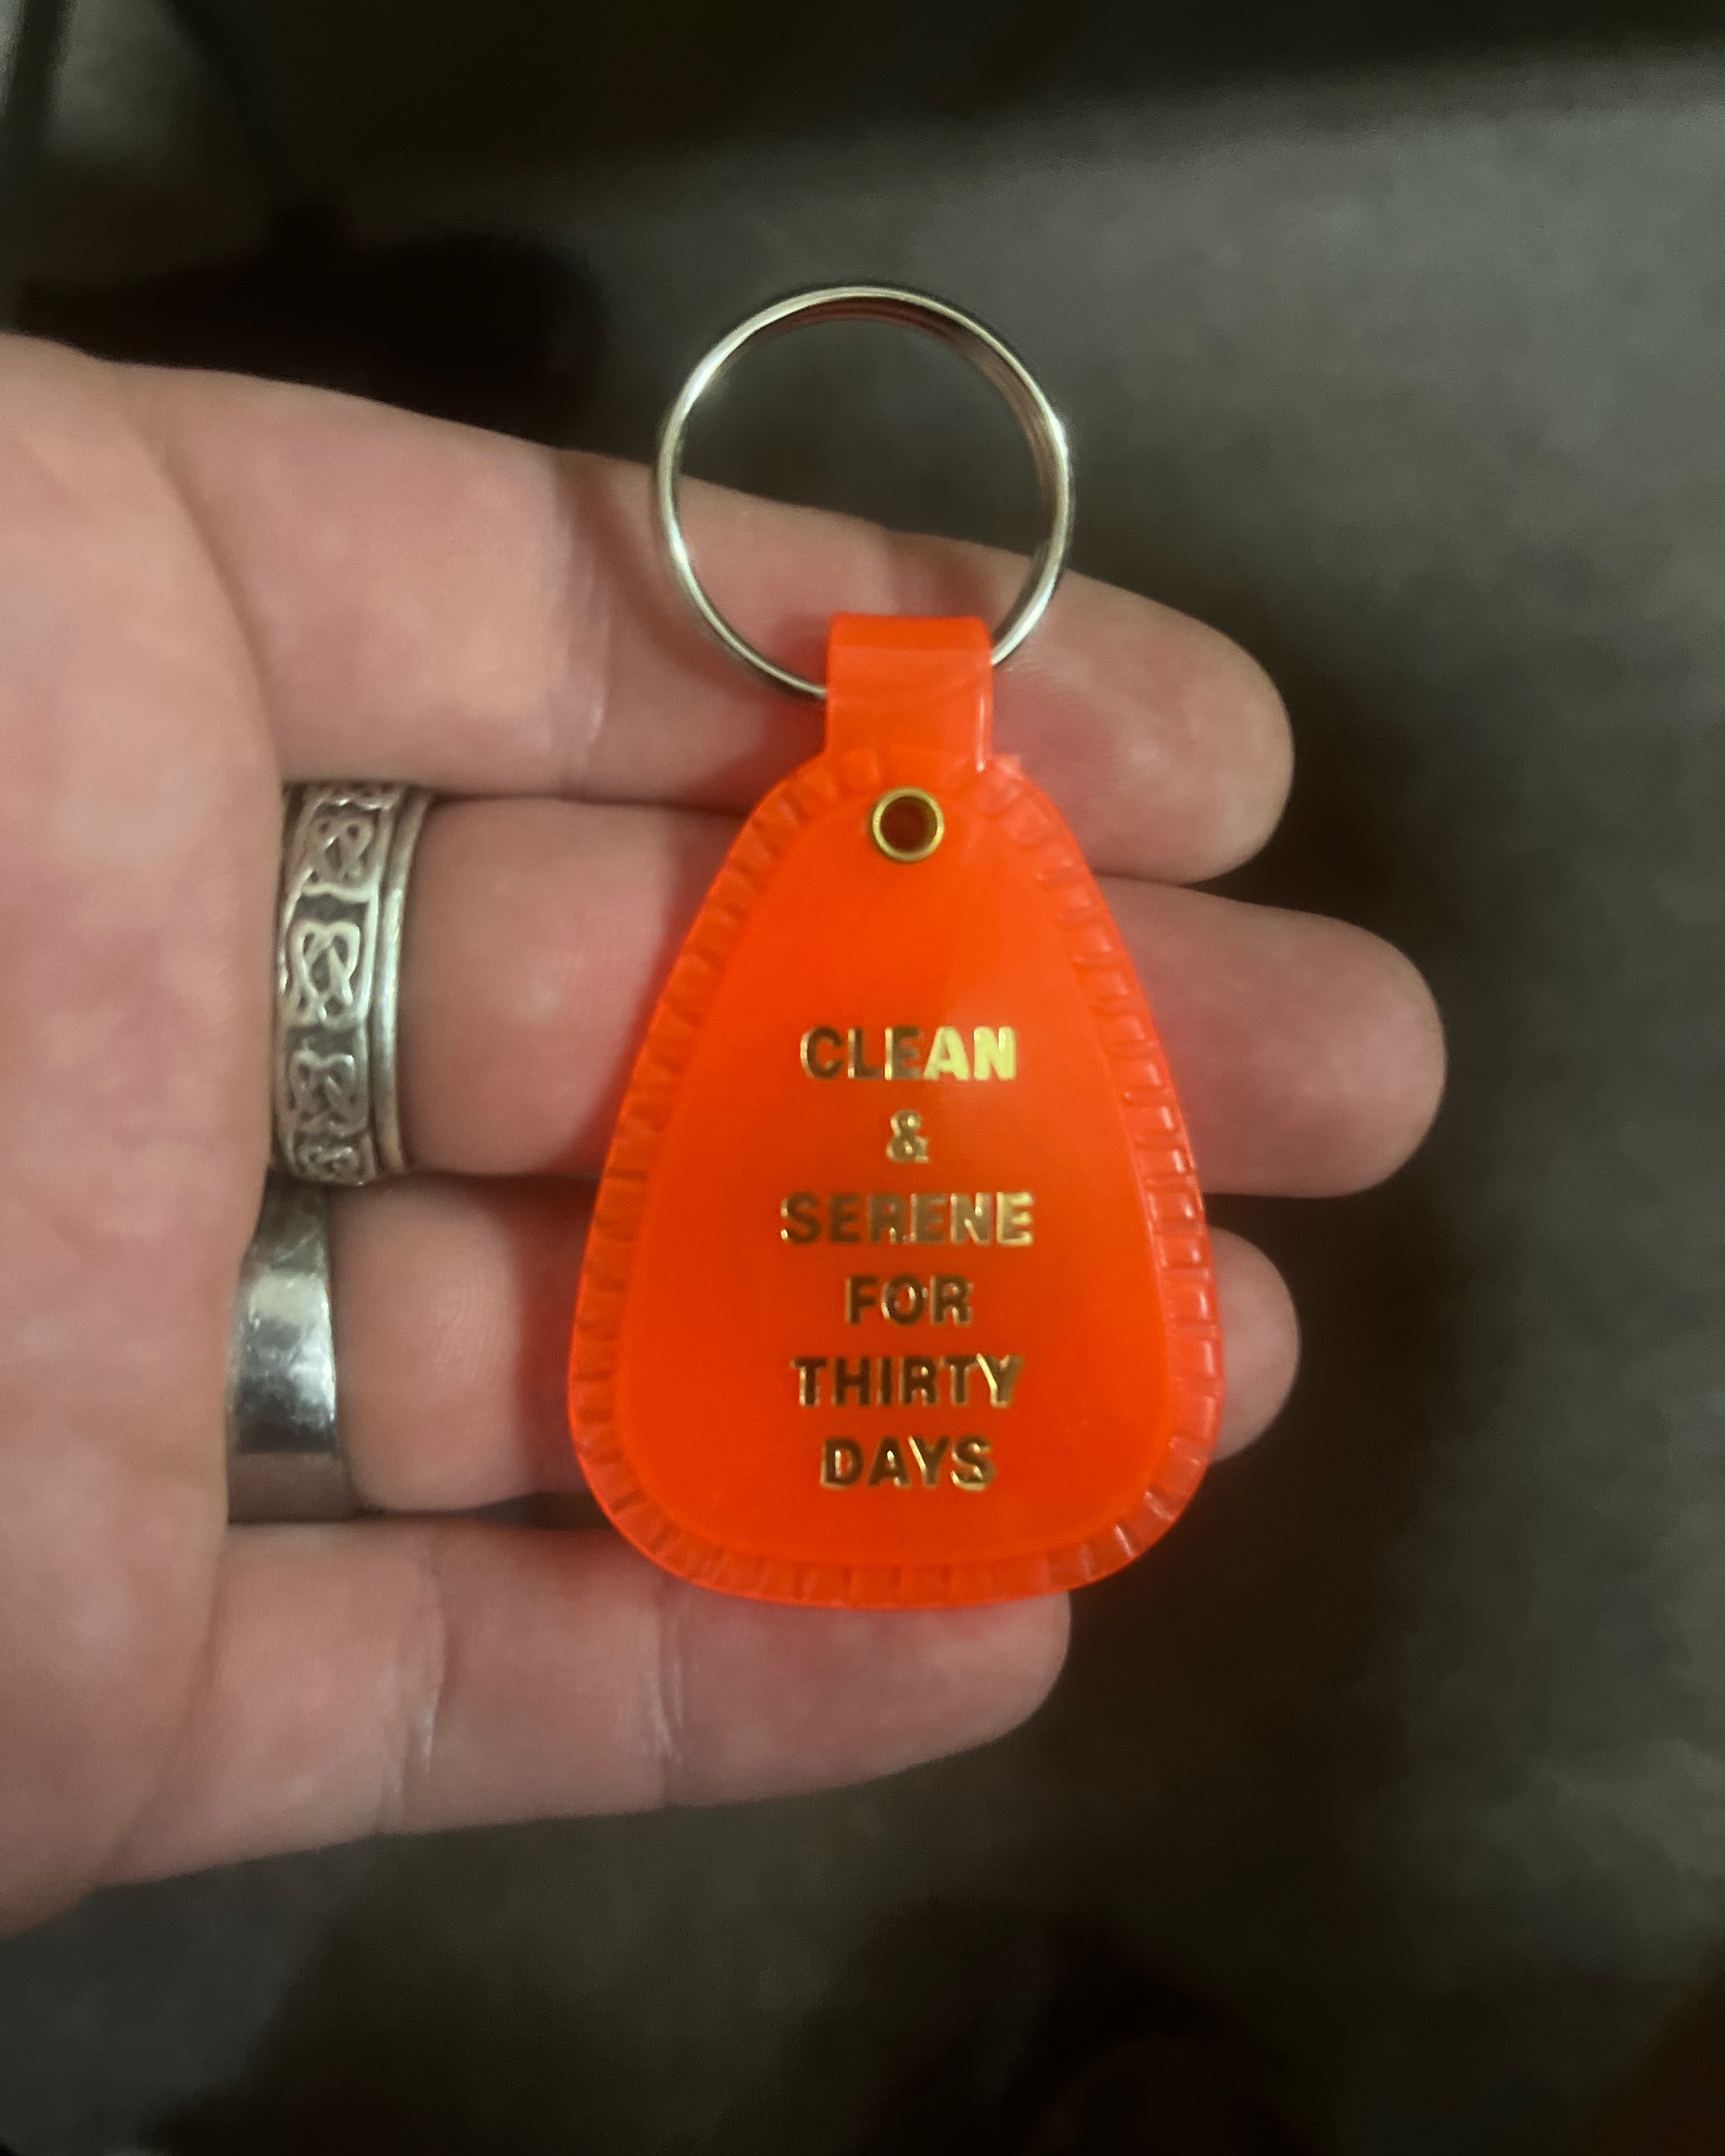 CLEAN
&
SERENE
FOR
THIRTY
DAYS